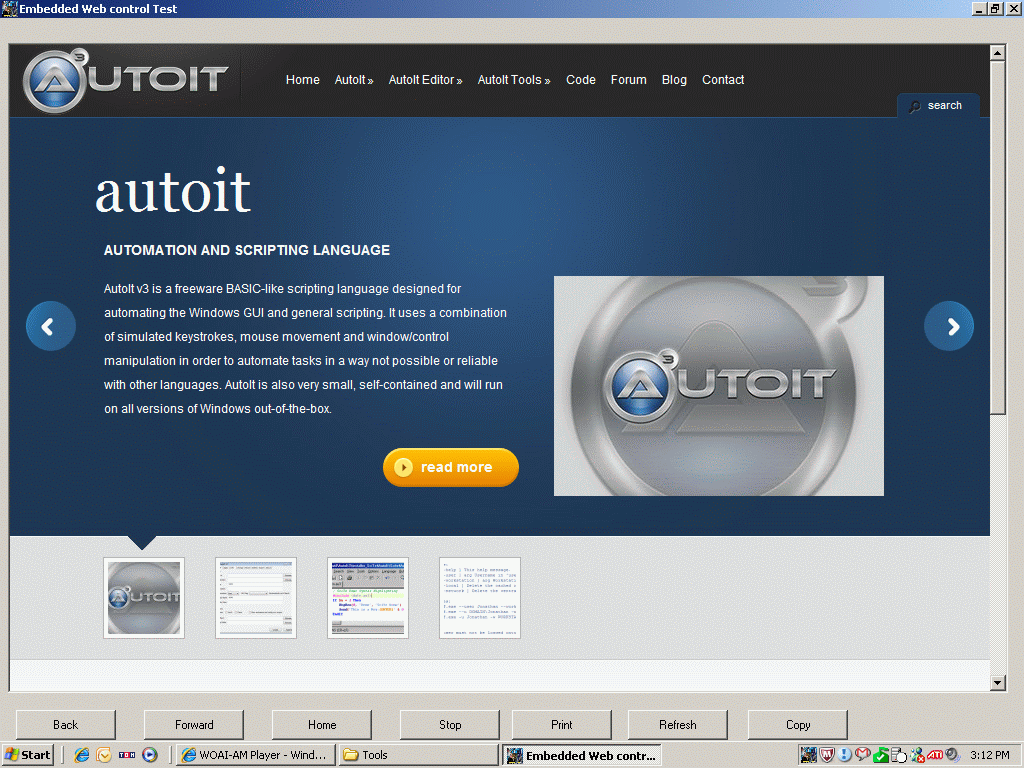 Embedded Web control Test
AUTOIT
3
Home AutoIt » AutoIt Editor » AutoIt Tools » Code Forum Blog Contact
search
autoit
AUTOMATION AND SCRIPTING LANGUAGE
AutoIt v3 is a freeware BASIC-like scripting language designed for
automating the Windows GUI and general scripting. It uses a combination
of simulated keystrokes, mouse movement and window/control
manipulation in order to automate tasks in a way not possible or reliable
with other languages. AutoIt is also very small, self-contained and will run
on all versions of Windows out-of-the-box.
3
AUTOIT
read more
AUTOIT
Back Forward Home Stop Print Refresh Copy
Start WOAI-AM Player - Wind... Tools Embedded Web contr... 3:12 PM